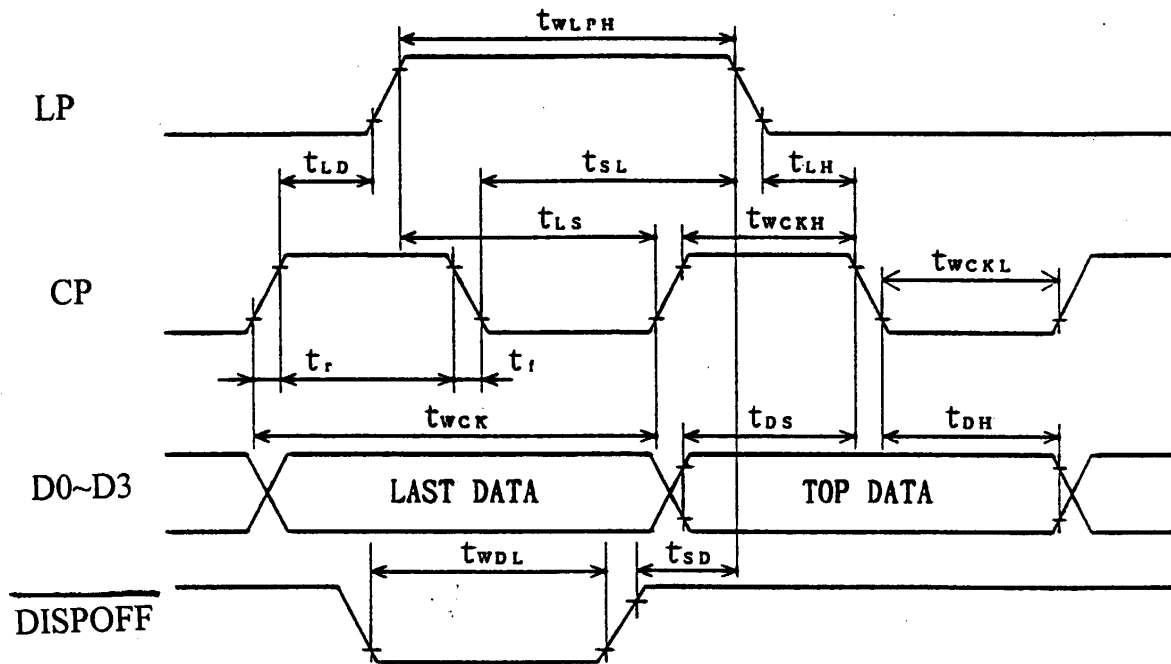 tWLPH
LP
tLD
tSL
tLH
tLS
tWCKH
CP
tWCKL
tr
tf
tWCK
tDS
tDH
D0~D3
LAST DATA
TOP DATA
tWDL
tSD
DISPOFF